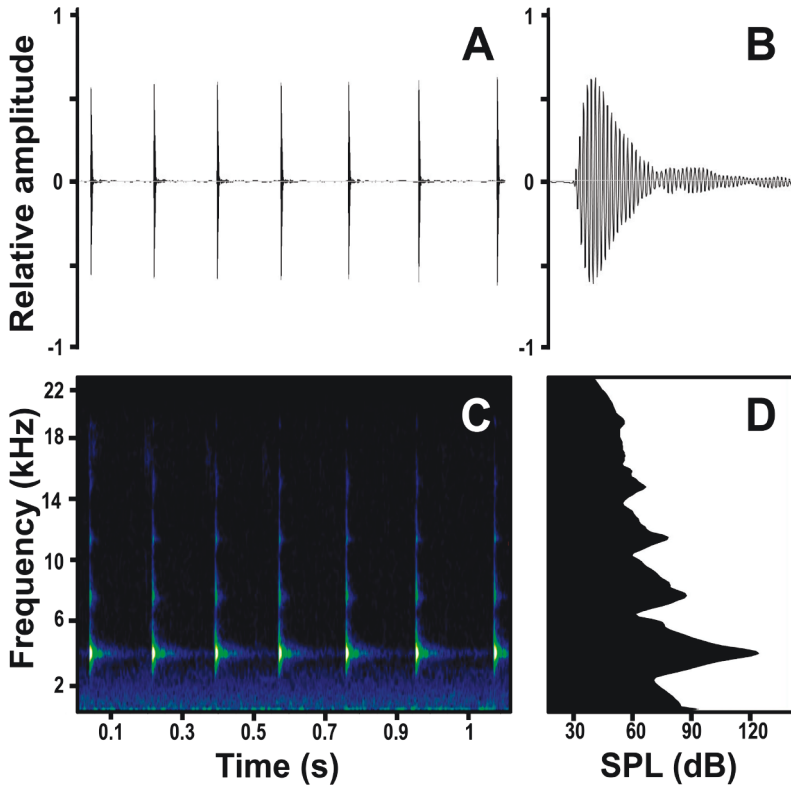 A
B
Relative amplitude
1
0
-1
1
0
-1
C
D
Frequency (kHz)
22
18
14
10
6
2
0.1 0.3 0.5 0.7 0.9 1
Time (s)
30 60 90 120
SPL (dB)